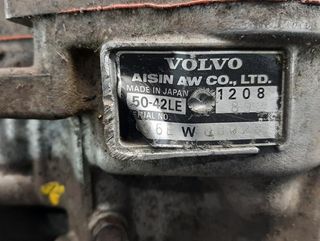 VOLVO
AISIN AW CO., LTD.
MADE IN JAPAN 1208
50-42LE
SERIAL NO.
W